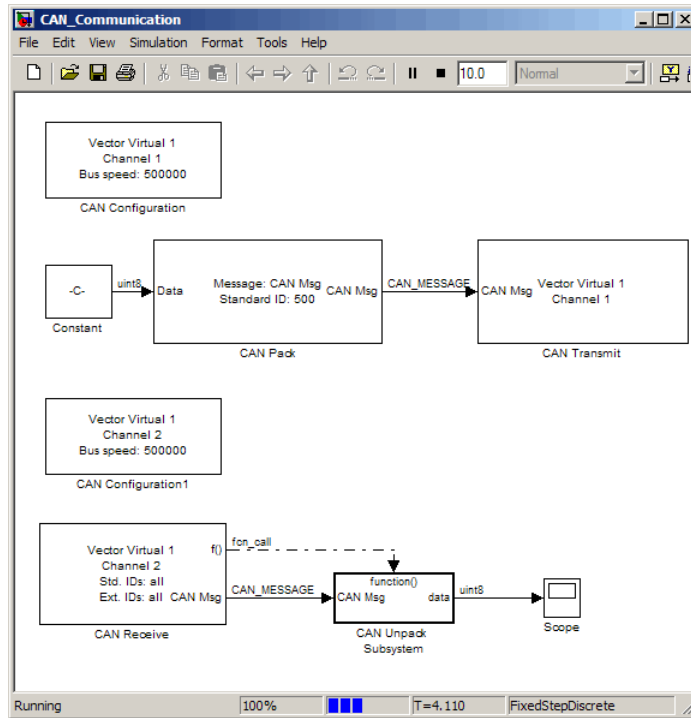 CAN_Communication
File Edit View Simulation Format Tools Help
10.0 Normal
Vector Virtual 1
Channel 1
Bus speed: 500000
CAN Configuration
-C-
Constant
uint8
Data
Message: CAN Msg
Standard ID: 500
CAN Msg
CAN Pack
CAN_MESSAGE
CAN Msg
Vector Virtual 1
Channel 1
CAN Transmit
Vector Virtual 1
Channel 2
Bus speed: 500000
CAN Configuration1
Vector Virtual 1
Channel 2
Std. IDs: all
Ext. IDs: all
f()
CAN Msg
CAN Receive
fcn_call
CAN_MESSAGE
function()
CAN Msg
data
CAN Unpack
Subsystem
uint8
Scope
Running 100% T=4.110 FixedStepDiscrete